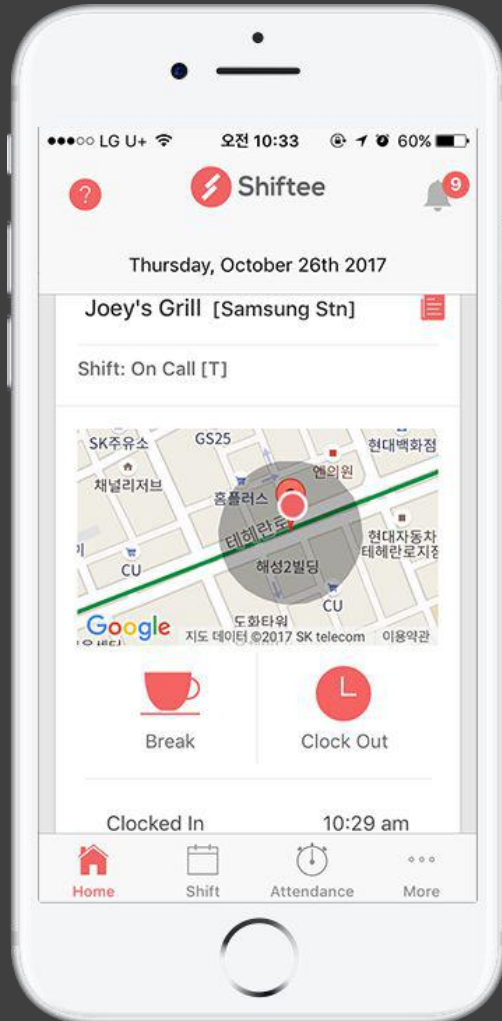 LG U+ 오전 10:33 60%
?
Shiftee
9
Thursday, October 26th 2017
Joey's Grill [Samsung Stn]
Shift: On Call [T]
SK주유소 GS25 현대백화점
채널리저브 엔의원
홈플러스
테헤란로 현대자동차
테헤란로지점
CU 해성2빌딩
CU
도화타워
Google 지도 데이터 ©2017 SK telecom 이용약관
Break Clock Out
Clocked In 10:29 am
Home Shift Attendance More